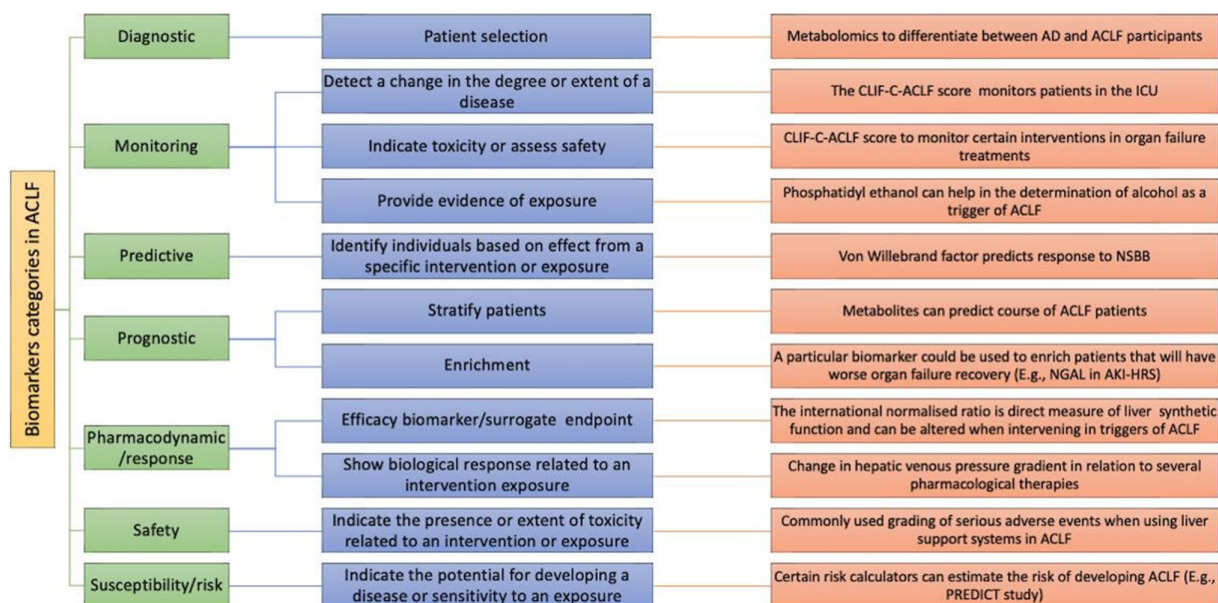 Biomarkers categories in ACLF
Diagnostic
Patient selection
Metabolomics to differentiate between AD and ACLF participants
Monitoring
Detect a change in the degree or extent of a
disease
The CLIF-C-ACLF score monitors patients in the ICU
Indicate toxicity or assess safety
CLIF-C-ACLF score to monitor certain interventions in organ failure
treatments
Provide evidence of exposure
Phosphatidyl ethanol can help in the determination of alcohol as a
trigger of ACLF
Predictive
Identify individuals based on effect from a
specific intervention or exposure
Von Willebrand factor predicts response to NSBB
Prognostic
Stratify patients
Metabolites can predict course of ACLF patients
Enrichment
A particular biomarker could be used to enrich patients that will have
worse organ failure recovery (E.g., NGAL in AKI-HRS)
Pharmacodynamic
/response
Efficacy biomarker/surrogate endpoint
The international normalised ratio is direct measure of liver synthetic
function and can be altered when intervening in triggers of ACLF
Show biological response related to an
intervention exposure
Change in hepatic venous pressure gradient in relation to several
pharmacological therapies
Safety
Indicate the presence or extent of toxicity
related to an intervention or exposure
Commonly used grading of serious adverse events when using liver
support systems in ACLF
Susceptibility/risk
Indicate the potential for developing a
disease or sensitivity to an exposure
Certain risk calculators can estimate the risk of developing ACLF (E.g.,
PREDICT study)